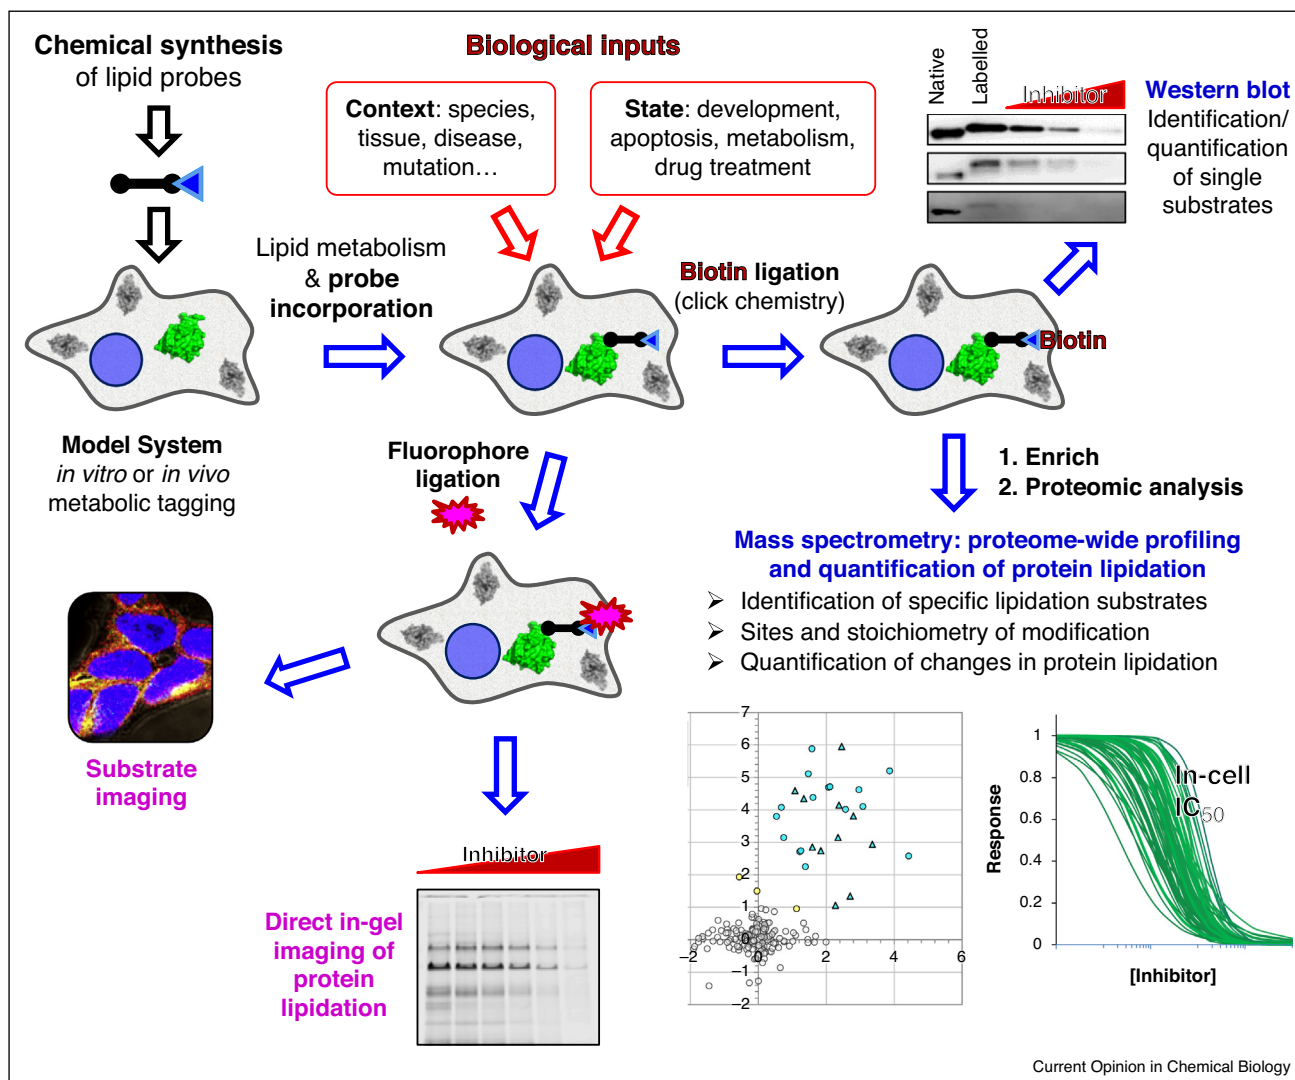 Chemical synthesis
of lipid probes
Biological inputs
Context: species,
tissue, disease,
mutation…
State: development,
apoptosis, metabolism,
drug treatment
Native
Labelled
Inhibitor
Western blot
Identification/
quantification
of single
substrates
Lipid metabolism
& probe
incorporation
Biotin ligation
(click chemistry)
Biotin
Model System
in vitro or in vivo
metabolic tagging
Fluorophore
ligation
1. Enrich
2. Proteomic analysis
Mass spectrometry: proteome-wide profiling
and quantification of protein lipidation
➢ Identification of specific lipidation substrates
➢ Sites and stoichiometry of modification
➢ Quantification of changes in protein lipidation
Substrate
imaging
Inhibitor
Direct in-gel
imaging of
protein
lipidation
7
6
5
4
3
2
1
0
−1
−2
−2
0
2
4
6
Response
1
0.8
0.6
0.4
0.2
0
In-cell
IC50
[Inhibitor]
Current Opinion in Chemical Biology